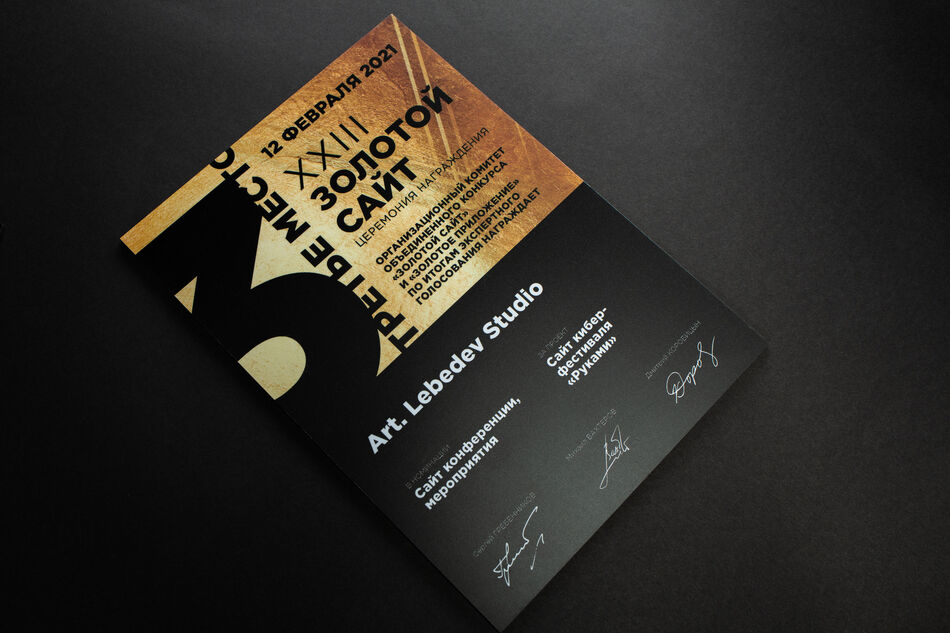 12 ФЕВРАЛЯ 2021
XXIII
ЗОЛОТОЙ
САЙТ
ЦЕРЕМОНИЯ НАГРАЖДЕНИЯ
3
ТРЕТЬЕ МЕСТО
ОРГАНИЗАЦИОННЫЙ КОМИТЕТ
ОБЪЕДИНЕННОГО КОНКУРСА
«ЗОЛОТОЙ САЙТ»
И «ЗОЛОТОЕ ПРИЛОЖЕНИЕ»
ПО ИТОГАМ ЭКСПЕРТНОГО
ГОЛОСОВАНИЯ НАГРАЖДАЕТ
Art. Lebedev Studio
В НОМИНАЦИИ
Сайт конференции,
мероприятия
ЗА ПРОЕКТ
Сайт кибер-
фестиваля
«Руками»
Сергей ГРЕБЕННИКОВ
Михаил ВАХТЕРОВ
Дмитрий КОРОБИЦЫН